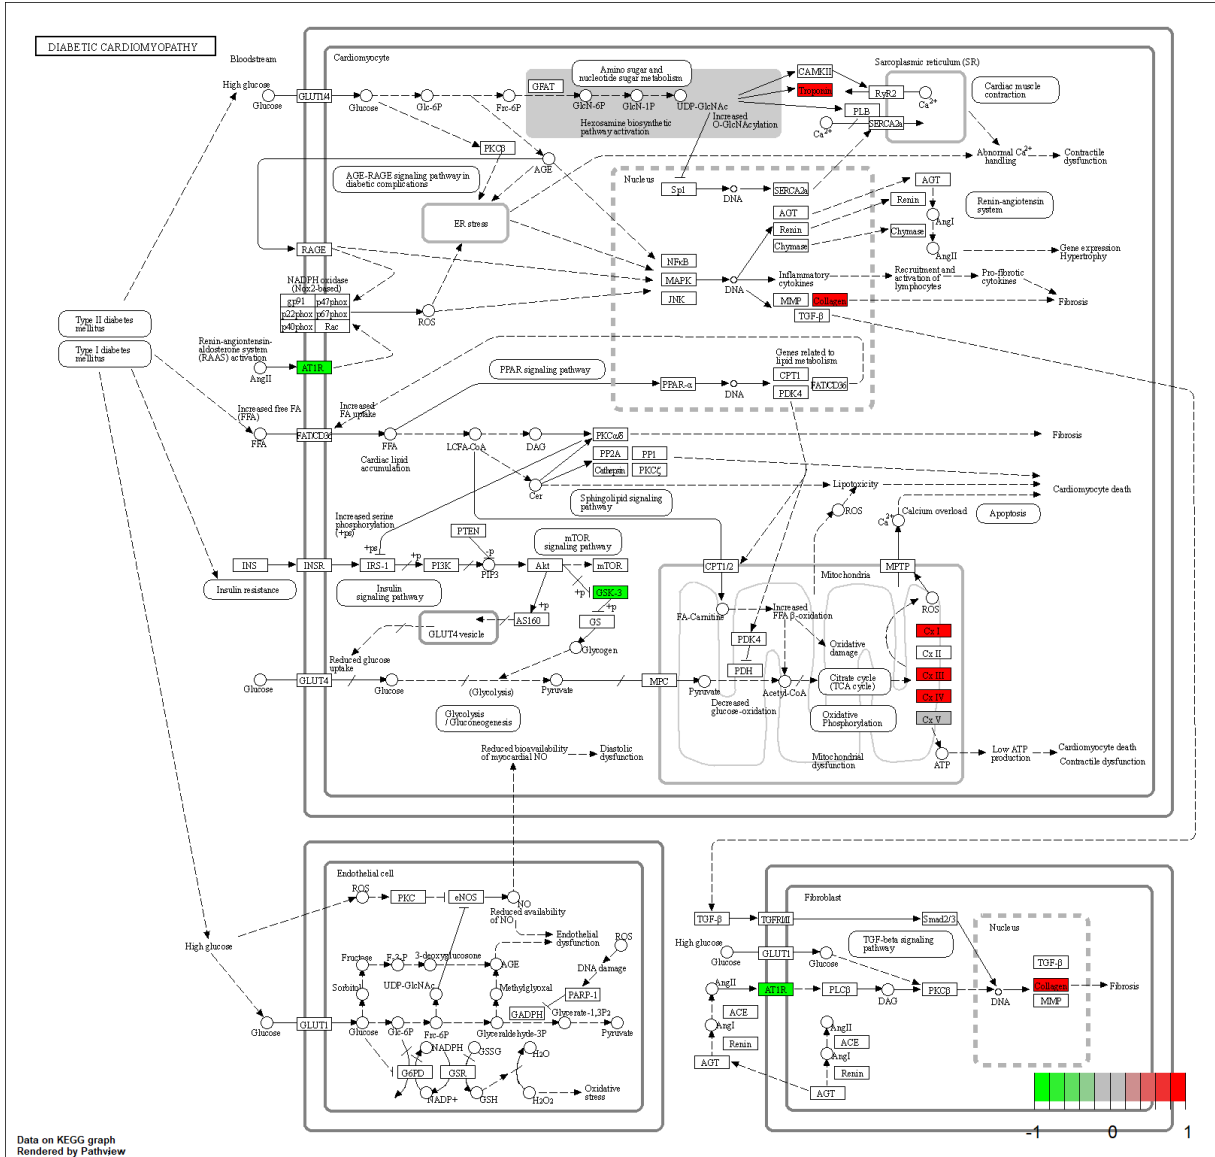 DIABETIC CARDIOMYOPATHY
Bloodstream
Cardiomyocyte
High glucose
Glucose
GLUT1/4
Glucose
Glc-6P
Frc-6P
GFAT
Amino sugar and
nucleotide sugar metabolism
GlcN-6P
GlcN-1P
UDP-GlcNAc
Hexosamine biosynthetic
pathway activation
Increased
O-GlcNAcylation
CAMKII
Troponin
PLB
Sarcoplasmic reticulum (SR)
RyR2
Ca2+
SERCA2a
Ca2+
Cardiac muscle
contraction
Abnormal Ca2+
handling
Contractile
dysfunction
PKCβ
AGE
AGE-RAGE signaling pathway in
diabetic complications
ER stress
RAGE
Nucleus
Sp1
DNA
SERCA2a
AGT
Renin
Chymase
AGT
Renin
Chymase
AngI
AngII
Renin-angiotensin
system
Gene expression
Hypertrophy
NFκB
MAPK
JNK
DNA
Inflammatory
cytokines
Recruitment and
activation of
lymphocytes
Pro-fibrotic
cytokines
Fibrosis
MMP
Collagen
TGF-β
NADPH oxidase
(Nox2-based)
gp91
p47phox
p22phox
p67phox
p40phox
Rac
ROS
Type II diabetes
mellitus
Type I diabetes
mellitus
Renin-angiontensin-
aldosterone system
(RAAS) activation
AngII
AT1R
PPAR signaling pathway
PPAR-α
DNA
Genes related to
lipid metabolism
CPT1
PDK4
FAT/CD36
Increased free FA
(FFA)
FFA
FAT/CD36
Increased
FA uptake
FFA
Cardiac lipid
accumulation
LCFA-CoA
DAG
Cer
PKCα/δ
PP2A
PP1
Cathepsin
PKCζ
Fibrosis
Sphingolipid signaling
pathway
Lipotoxicity
ROS
Cardiomyocyte death
Ca2+
Calcium overload
Apoptosis
Increased serine
phosphorylation
(+ps)
+ps
INS
INSR
IRS-1
+p
PI3K
PTEN
-p
PIP3
Akt
mTOR
mTOR
signaling pathway
+p
GSK-3
+p
GS
Glycogen
+p
AS160
GLUT4 vesicle
Insulin
signaling pathway
Insulin resistance
Reduced glucose
uptake
Glucose
GLUT4
Glucose
(Glycolysis)
Pyruvate
Glycolysis
/ Gluconeogenesis
MPC
Pyruvate
CPT1/2
Mitochondria
MPTP
FA-Carnitine
Increased
FFA β-oxidation
PDK4
PDH
Acetyl-CoA
Decreased
glucose-oxidation
Oxidative
damage
Citrate cycle
(TCA cycle)
Oxidative
Phosphorylation
Mitochondrial
dysfunction
ROS
Cx I
Cx II
Cx III
Cx IV
Cx V
ATP
Low ATP
production
Cardiomyocyte death
Contractile dysfunction
Reduced bioavailability
of myocardial NO
Diastolic
dysfunction
Endothelial cell
ROS
PKC
eNOS
NO
Reduced availability
of NO
Endothelial
dysfunction
High glucose
Fructose
F-3-P
3-deoxyglucosone
AGE
Sorbitol
UDP-GlcNAc
Methylglyoxal
ROS
DNA damage
PARP-1
GADPH
Glycerate-1,3P2
Glucose
GLUT1
Glucose
Glc-6P
Frc-6P
Glyceraldehyde-3P
Pyruvate
NADPH
GSSG
H2O
G6PD
GSR
NADP+
GSH
H2O2
Oxidative
stress
Fibroblast
TGF-β
TGFRI/II
Smad2/3
High glucose
Glucose
GLUT1
Glucose
TGF-beta signaling
pathway
Nucleus
TGF-β
Collagen
MMP
DNA
Fibrosis
AngII
AT1R
PLCβ
DAG
PKCβ
ACE
AngI
Renin
AGT
AngII
ACE
AngI
Renin
AGT
-1
0
1
Data on KEGG graph
Rendered by Pathview